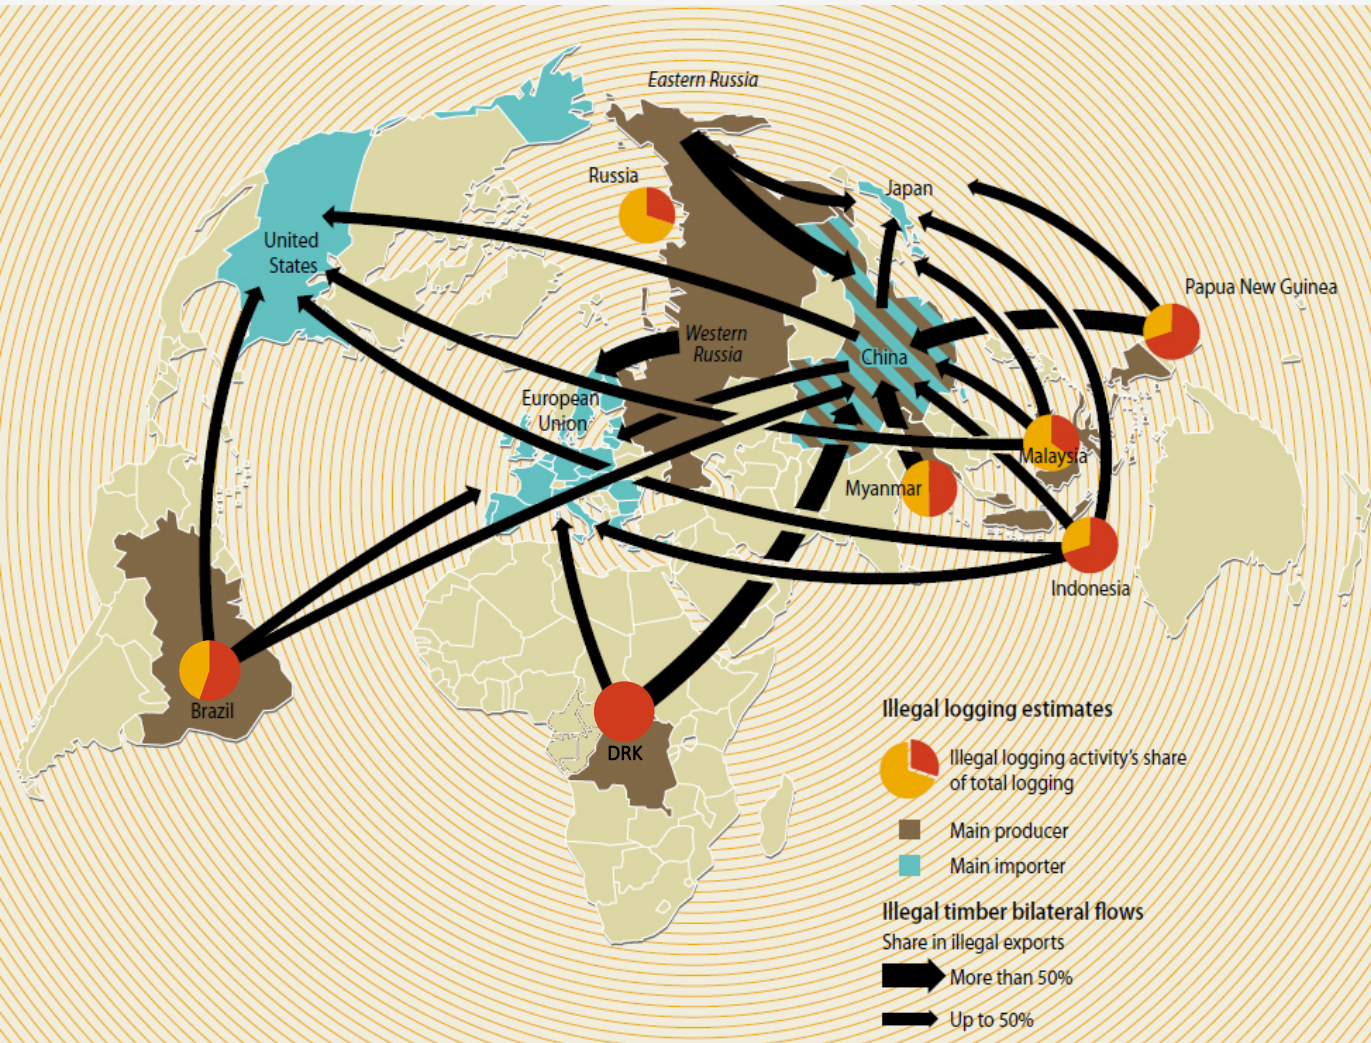 Eastern Russia
Russia
Japan
United
States
Papua New Guinea
Western
Russia
China
European
Union
Malaysia
Myanmar
Indonesia
Brazil
DRK
Illegal logging estimates
Illegal logging activity's share
of total logging
Main producer
Main importer
Illegal timber bilateral flows
Share in illegal exports
More than 50%
Up to 50%